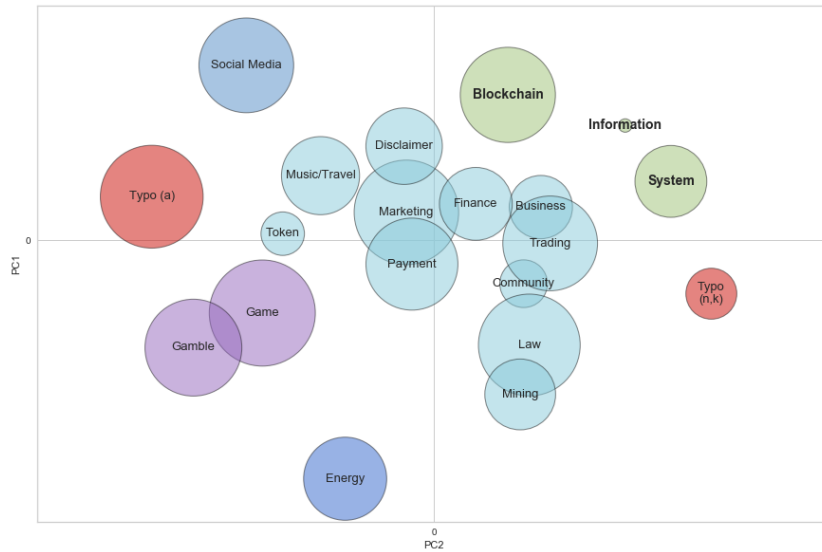 Social Media
Blockchain
Information
Disclaimer
Music/Travel
System
Typo (a)
Finance
Business
Marketing
Token
0
Trading
Payment
Community
Typo
(n,k)
Game
Law
Gamble
Mining
Energy
0
PC1
PC2